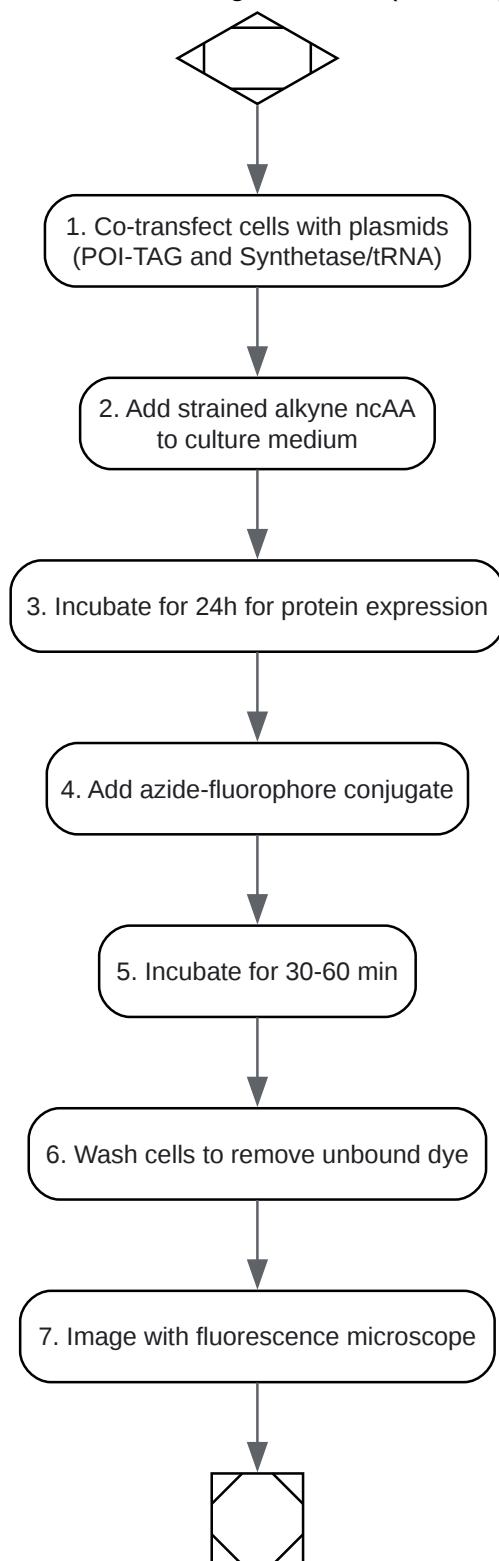 1. Co-transfect cells with plasmids
(POI-TAG and Synthetase/tRNA)
2. Add strained alkyne ncAA
to culture medium
3. Incubate for 24h for protein expression
4. Add azide-fluorophore conjugate
5. Incubate for 30-60 min
6. Wash cells to remove unbound dye
7. Image with fluorescence microscope